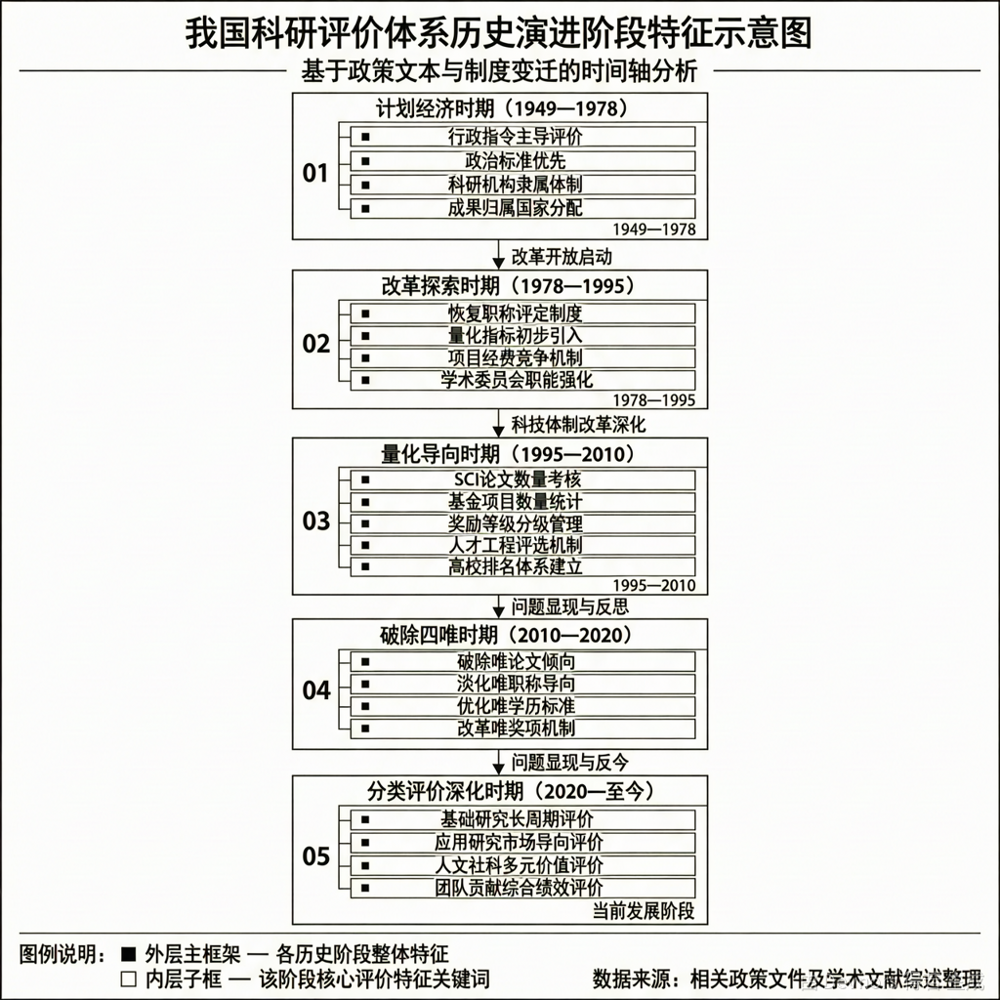 我国科研评价体系历史演进阶段特征示意图
基于政策文本与制度变迁的时间轴分析
计划经济时期（1949—1978）
01
行政指令主导评价
政治标准优先
科研机构隶属体制
成果归属国家分配
1949—1978
改革开放启动
改革探索时期（1978—1995）
02
恢复职称评定制度
量化指标初步引入
项目经费竞争机制
学术委员会职能强化
1978—1995
科技体制改革深化
量化导向时期（1995—2010）
03
SCI论文数量考核
基金项目数量统计
奖励等级分级管理
人才工程评选机制
高校排名体系建立
1995—2010
问题显现与反思
破除四唯时期（2010—2020）
04
破除唯论文倾向
淡化唯职称导向
优化唯学历标准
改革唯奖项机制
问题显现与反今
分类评价深化时期（2020—至今）
05
基础研究长周期评价
应用研究市场导向评价
人文社科多元价值评价
团队贡献综合绩效评价
当前发展阶段
图例说明：■ 外层主框架 — 各历史阶段整体特征
□ 内层子框 — 该阶段核心评价特征关键词
数据来源：相关政策文件及学术文献综述整理